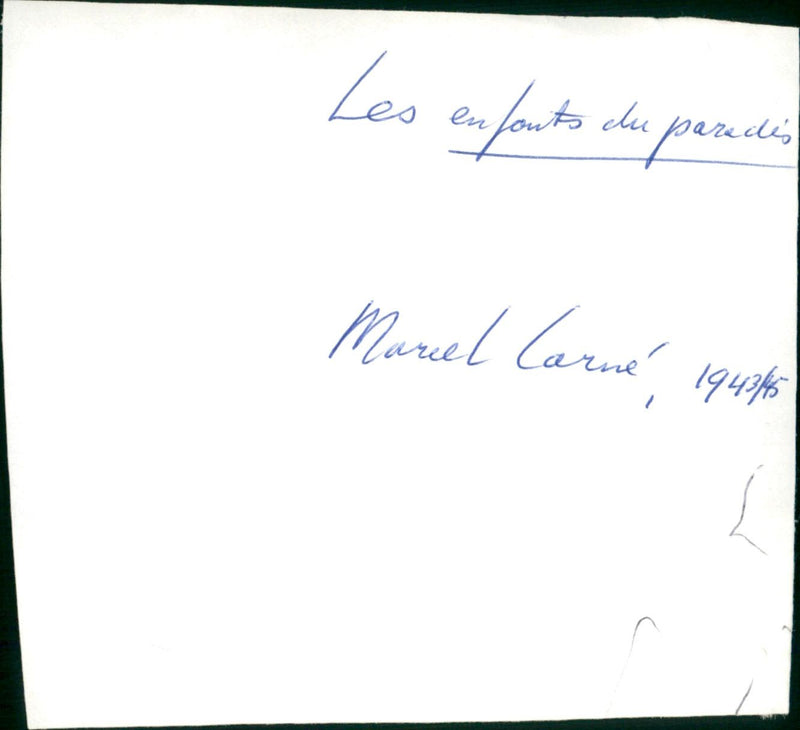 Les enfants du paradis
Marcel Carné, 1943/45